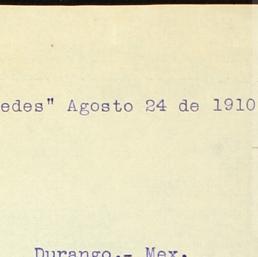 edes" Agosto 24 de 1910
Durango.- Mex.